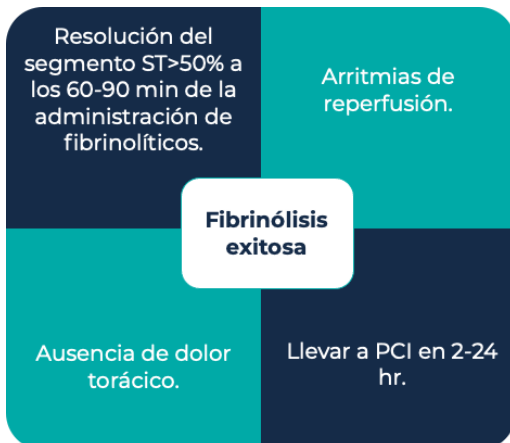 Resolución del
segmento ST>50% a
los 60-90 min de la
administración de
fibrinolíticos.
Arritmias de
reperfusión.
Fibrinólisis
exitosa
Ausencia de dolor
torácico.
Llevar a PCI en 2-24
hr.